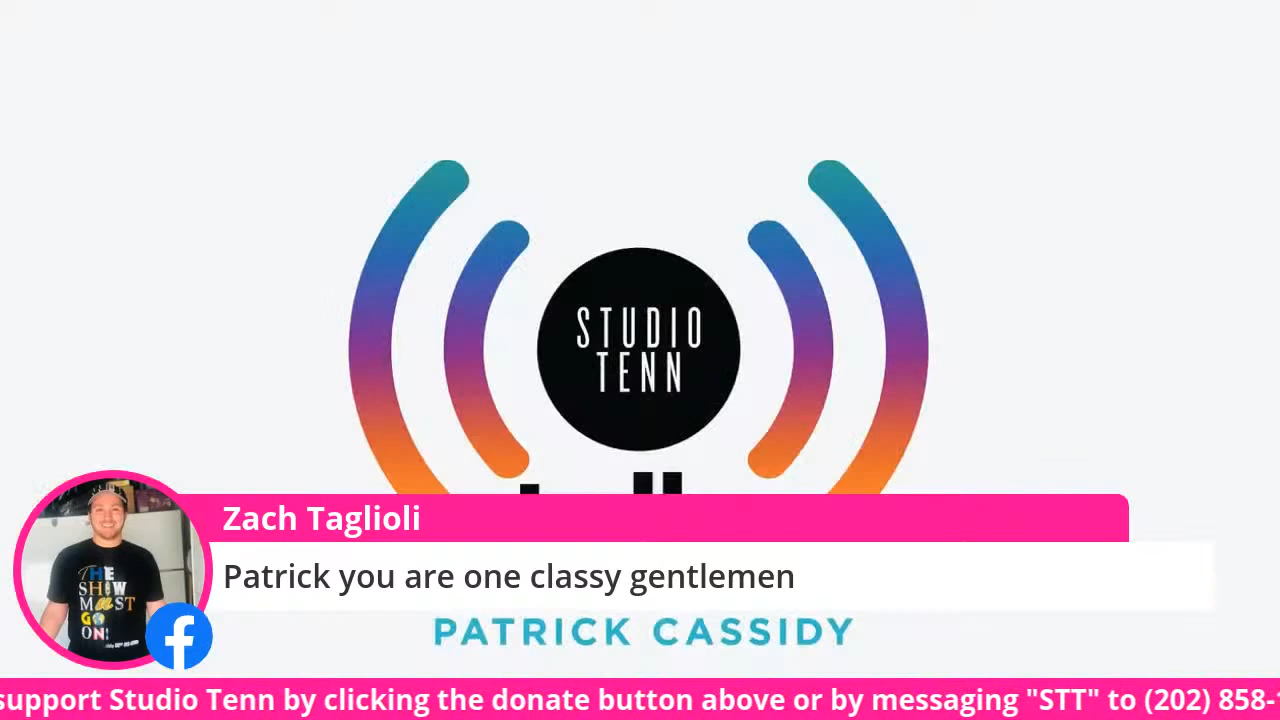 STUDIO
TENN
Zach Taglioli
Patrick you are one classy gentlemen
PATRICK CASSIDY
support Studio Tenn by clicking the donate button above or by messaging "STT" to (202) 858-